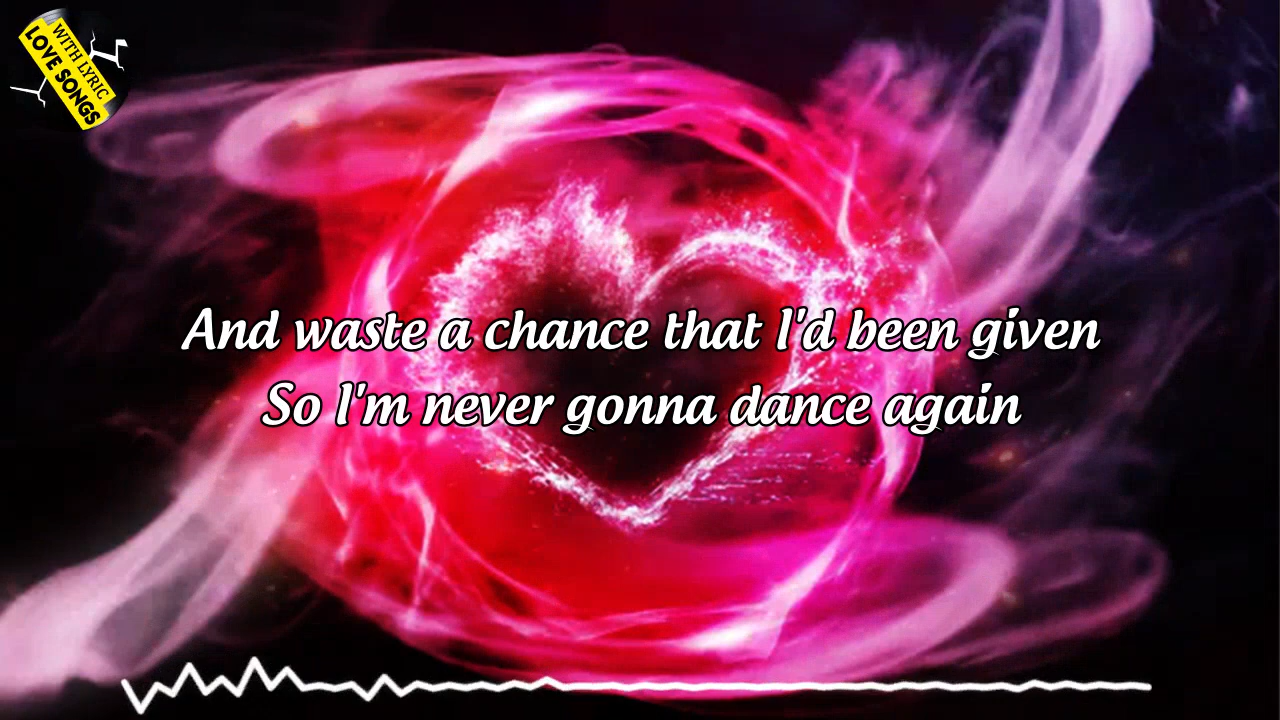 WITH LYRIC
LOVE SONGS
And waste a chance that I'd been given
So I'm never gonna dance again